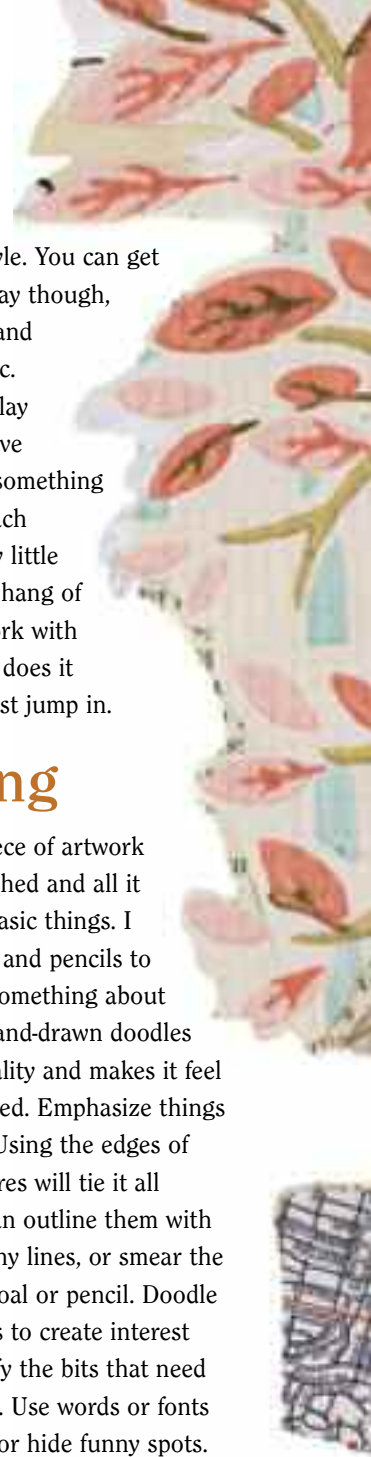 yle. You can get
ay though,
and
c.
lay
ve
something
ch
little
hang of
rk with
does it
st jump in.
ng
ece of artwork
hed and all it
asic things. I
and pencils to
omething about
and-drawn doodles
ality and makes it feel
ed. Emphasize things
Using the edges of
res will tie it all
an outline them with
ny lines, or smear the
oal or pencil. Doodle
s to create interest
fy the bits that need
. Use words or fonts
or hide funny spots.